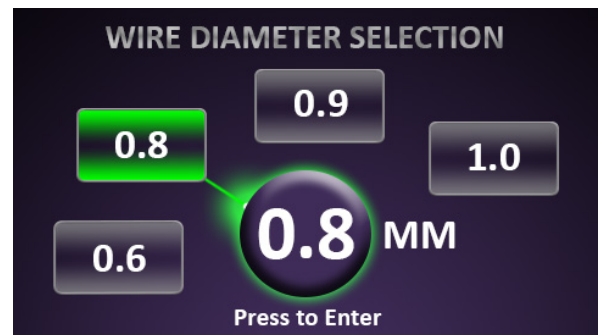 WIRE DIAMETER SELECTION
0.9
0.8
1.0
0.8 MM
0.6
Press to Enter